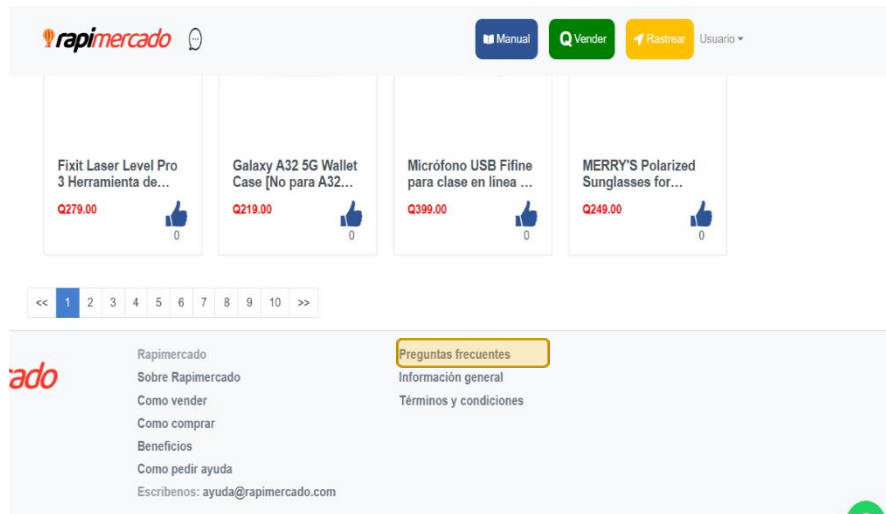 rapimercado
Manual
Q Vender
Rastrear
Usuario
Fixit Laser Level Pro
3 Herramienta de...
Q279.00
0
Galaxy A32 5G Wallet
Case [No para A32...
Q219.00
0
Micrófono USB Fifine
para clase en línea ...
Q399.00
0
MERRY'S Polarized
Sunglasses for...
Q249.00
0
<< 1 2 3 4 5 6 7 8 9 10 >>
cado
Rapimercado
Sobre Rapimercado
Como vender
Como comprar
Beneficios
Como pedir ayuda
Escribenos: ayuda@rapimercado.com
Preguntas frecuentes
Información general
Términos y condiciones